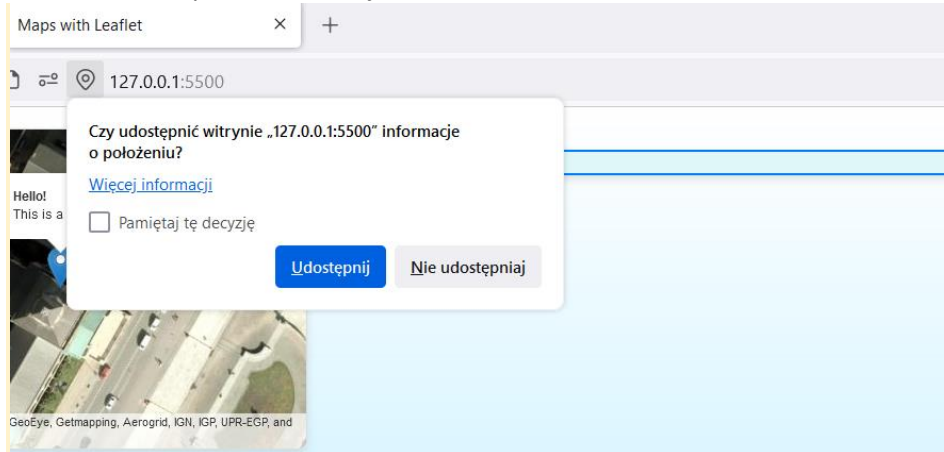 Maps with Leaflet
127.0.0.1:5500
Czy udostępnić witrynie „127.0.0.1:5500” informacje
o położeniu?
Więcej informacji
Pamiętaj tę decyzję
Udostępnij
Nie udostępniaj
Hello!
This is a
GeoEye, Getmapping, Aerogrid, IGN, IGP, UPR-EGP, and